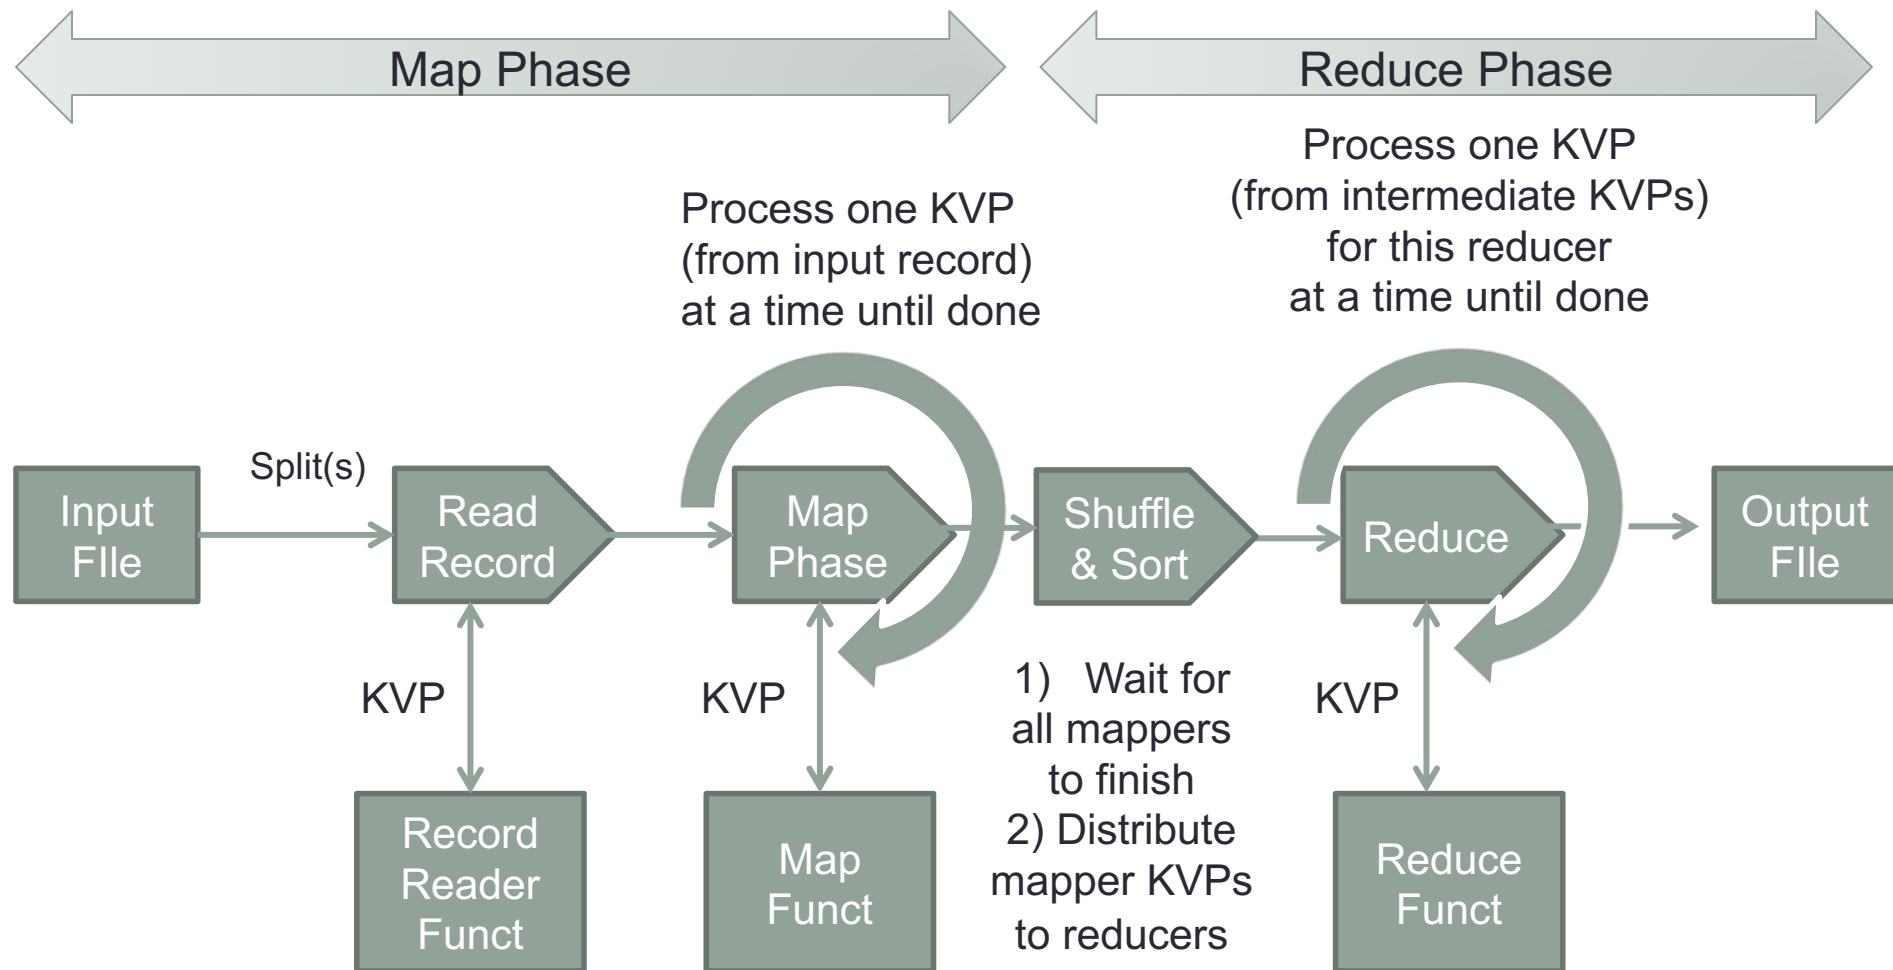 Map Phase
Reduce Phase
Process one KVP
(from input record)
at a time until done
Process one KVP
(from intermediate KVPs)
for this reducer
at a time until done
Input
FIle
Split(s)
Read
Record
Map
Phase
Shuffle
& Sort
Reduce
Output
FIle
KVP
KVP
1) Wait for
all mappers
to finish
2) Distribute
mapper KVPs
to reducers
KVP
Record
Reader
Funct
Map
Funct
Reduce
Funct